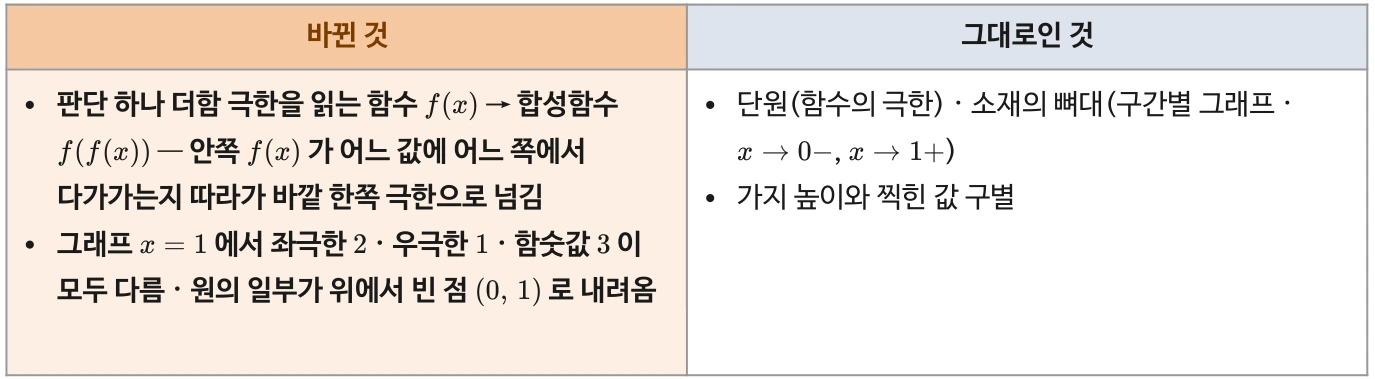 바뀐 것
그대로인 것
• 판단 하나 더함 극한을 읽는 함수 f(x) → 합성함수
f(f(x)) — 안쪽 f(x) 가 어느 값에 어느 쪽에서
다가가는지 따라가 바깥 한쪽 극한으로 넘김
• 그래프 x = 1 에서 좌극한 2 · 우극한 1 · 함숫값 3 이
모두 다름 · 원의 일부가 위에서 빈 점 (0, 1) 로 내려옴
• 단원(함수의 극한) · 소재의 뼈대(구간별 그래프 ·
x → 0−, x → 1+)
• 가지 높이와 찍힌 값 구별